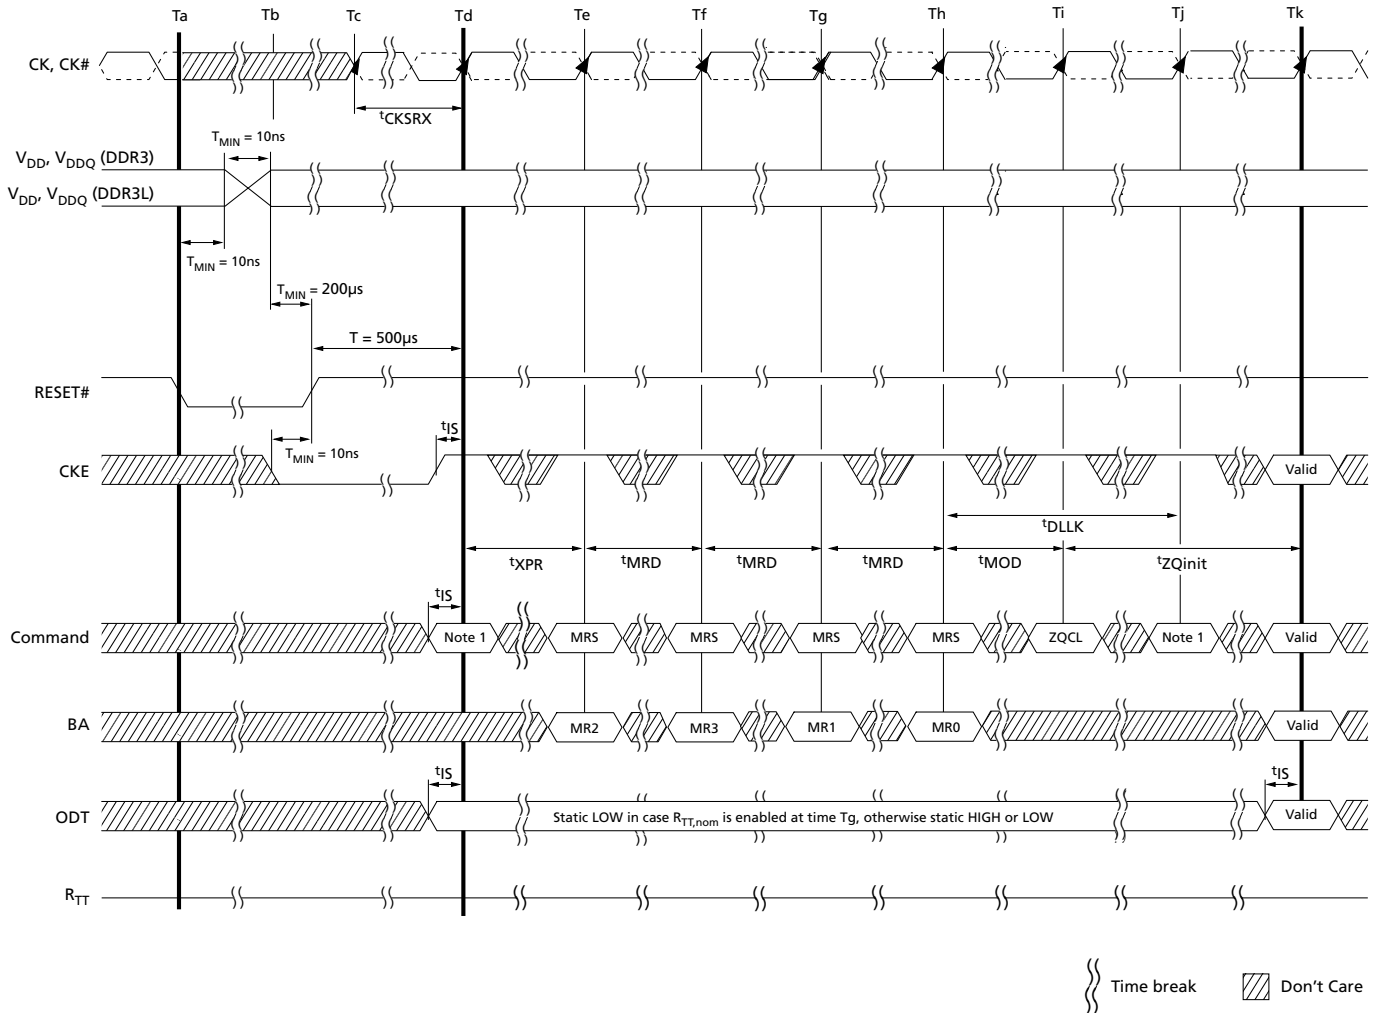 Ta Tb Tc Td Te Tf Tg Th Ti Tj Tk
CK, CK#
tCKSRX
TMIN = 10ns
VDD, VDDQ (DDR3)
VDD, VDDQ (DDR3L)
TMIN = 10ns
TMIN = 200µs
T = 500µs
RESET#
tIS
TMIN = 10ns
CKE
Valid
tDLLK
tXPR tMRD tMRD tMRD tMOD tZQinit
tIS
Command Note 1 MRS MRS MRS MRS ZQCL Note 1 Valid
BA MR2 MR3 MR1 MR0 Valid
tIS tIS
ODT Static LOW in case RTT,nom is enabled at time Tg, otherwise static HIGH or LOW Valid
RTT
Time break Don't Care